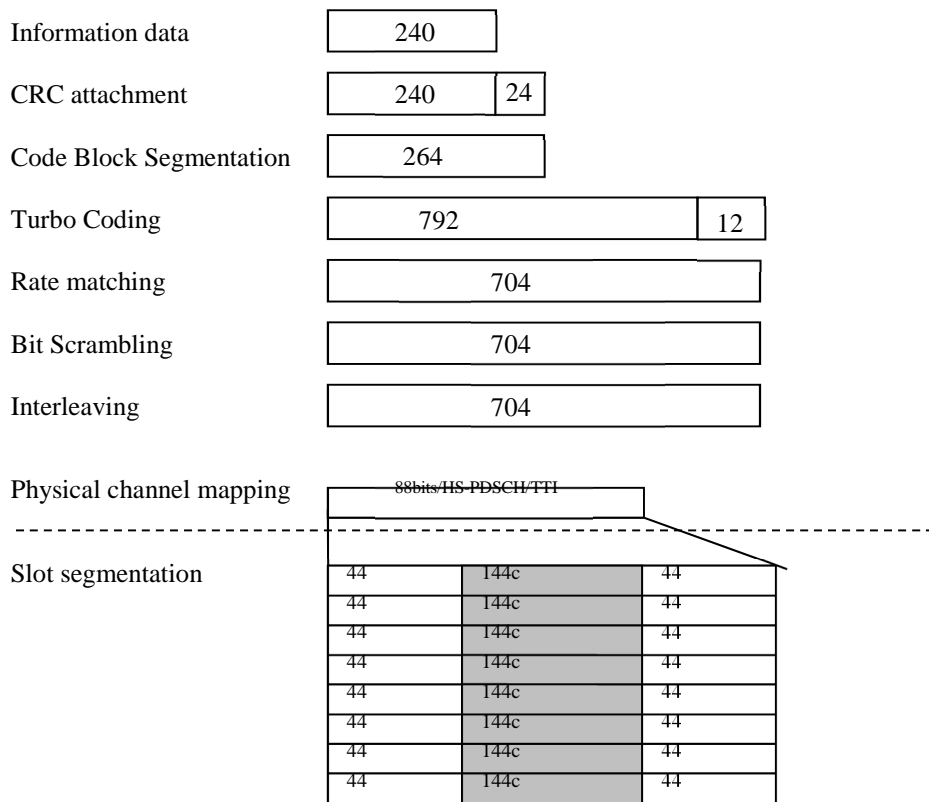 Information data 240
CRC attachment 240 24
Code Block Segmentation 264
Turbo Coding 792 12
Rate matching 704
Bit Scrambling 704
Interleaving 704
Physical channel mapping 88bits/HS-PDSCH/TTI
Slot segmentation 44 144c 44
44 144c 44
44 144c 44
44 144c 44
44 144c 44
44 144c 44
44 144c 44
44 144c 44